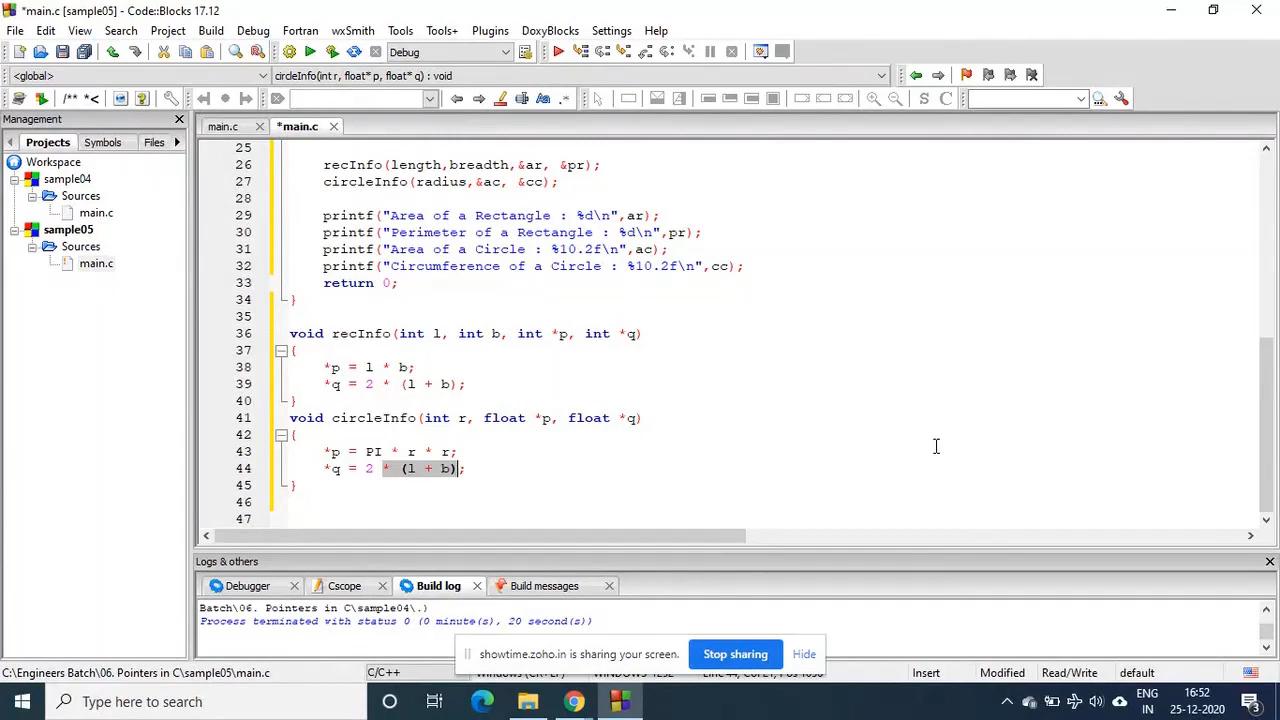 *main.c [sample05] - Code::Blocks 17.12
File Edit View Search Project Build Debug Fortran wxSmith Tools Tools+ Plugins DoxyBlocks Settings Help
Debug
<global> circleInfo(int r, float* p, float* q) : void
/** *< Aa .* S C
Management
Projects Symbols Files
main.c *main.c
Workspace
sample04
Sources
main.c
sample05
Sources
main.c
25
26 recInfo(length,breadth,&ar, &pr);
27 circleInfo(radius,&ac, &cc);
28
29 printf("Area of a Rectangle : %d\n",ar);
30 printf("Perimeter of a Rectangle : %d\n",pr);
31 printf("Area of a Circle : %10.2f\n",ac);
32 printf("Circumference of a Circle : %10.2f\n",cc);
33 return 0;
34 }
35
36 void recInfo(int l, int b, int *p, int *q)
37 {
38 *p = l * b;
39 *q = 2 * (l + b);
40 }
41 void circleInfo(int r, float *p, float *q)
42 {
43 *p = PI * r * r;
44 *q = 2 * (l + b);
45 }
46
47
Logs & others
Debugger Cscope Build log Build messages
Batch\06. Pointers in C\sample04\.)
Process terminated with status 0 (0 minute(s), 20 second(s))
showtime.zoho.in is sharing your screen. Stop sharing Hide
C:\Engineers Batch\06. Pointers in C\sample05\main.c C/C++ Insert Modified Read/Write default
Type here to search
ENG
IN
16:52
25-12-2020
3